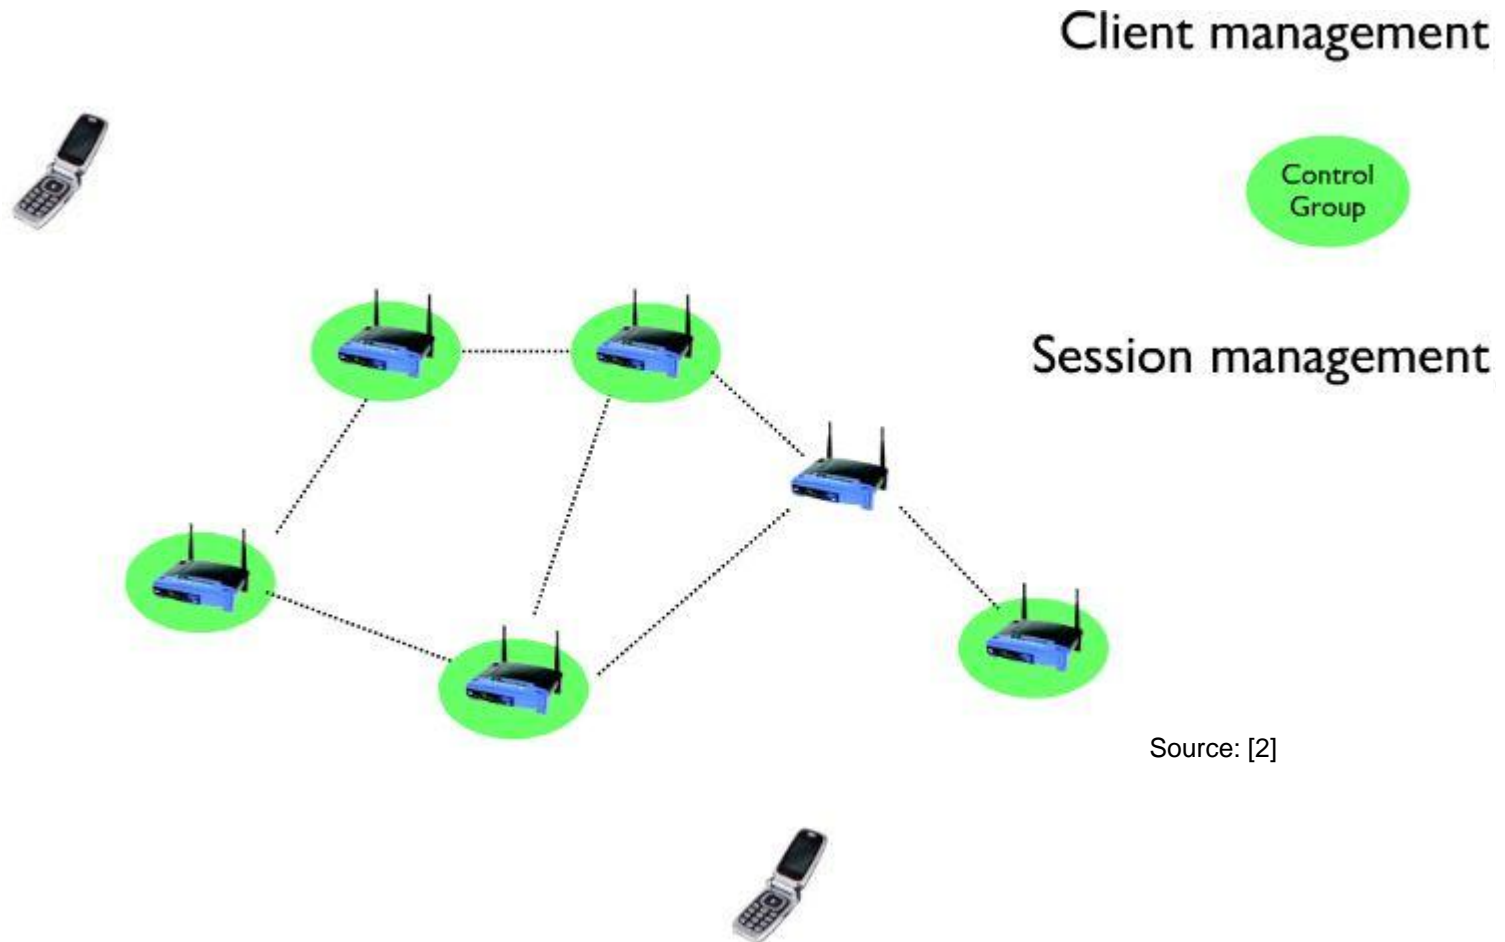 Client management
Control
Group
Session management
Source: [2]